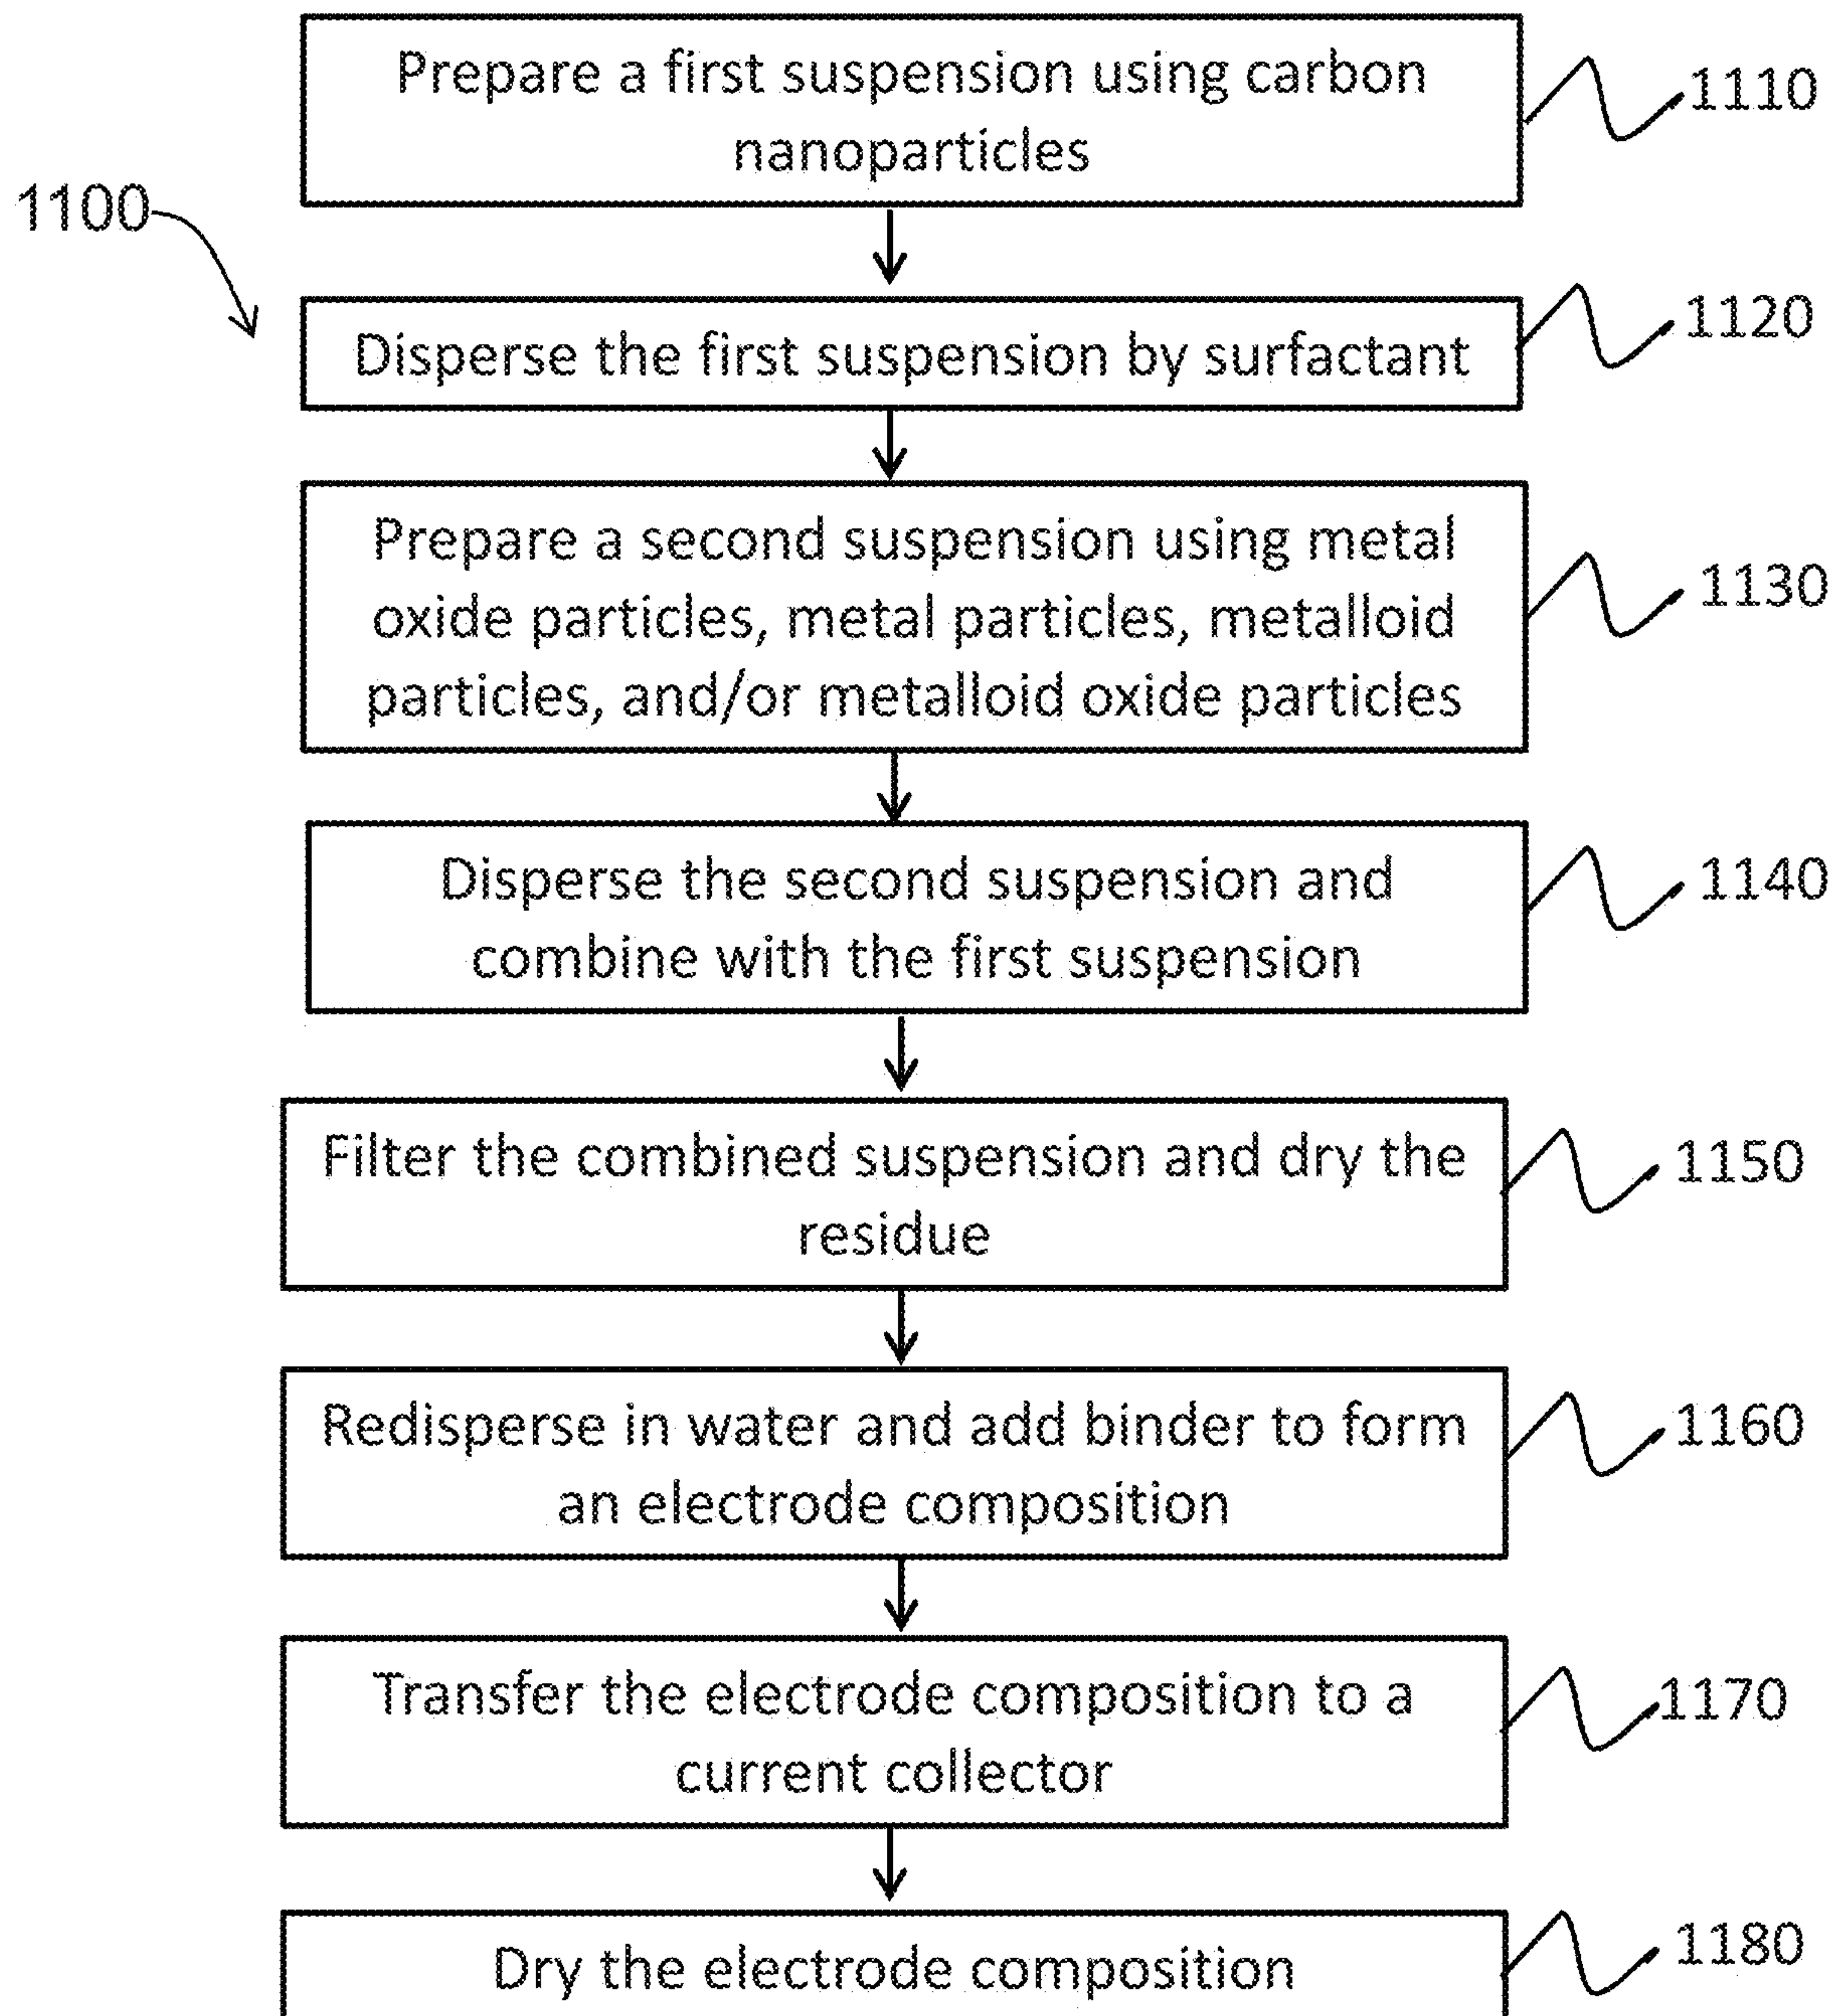 Prepare a first suspension using carbon
nanoparticles
1110
1100
Disperse the first suspension by surfactant
1120
Prepare a second suspension using metal
oxide particles, metal particles, metalloid
particles, and/or metalloid oxide particles
1130
Disperse the second suspension and
combine with the first suspension
1140
Filter the combined suspension and dry the
residue
1150
Redisperse in water and add binder to form
an electrode composition
1160
Transfer the electrode composition to a
current collector
1170
Dry the electrode composition
1180